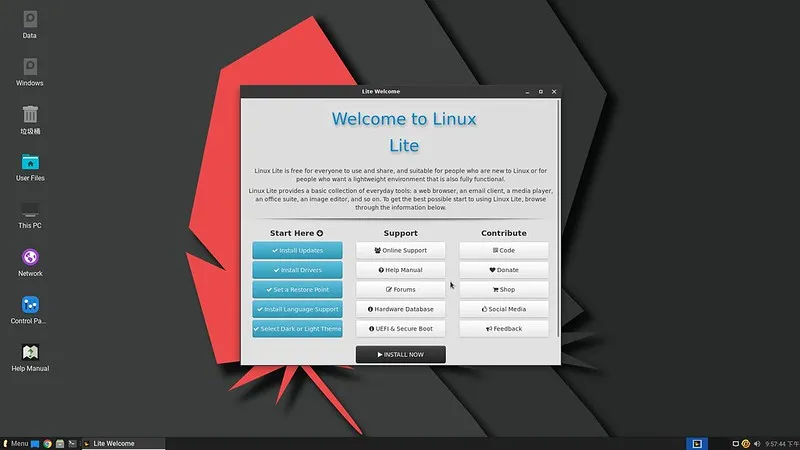 Data
Windows
垃圾桶
User Files
This PC
Network
Control Pa...
Help Manual
Lite Welcome
Welcome to Linux
Lite
Linux Lite is free for everyone to use and share, and suitable for people who are new to Linux or for
people who want a lightweight environment that is also fully functional.
Linux Lite provides a basic collection of everyday tools: a web browser, an email client, a media player,
an office suite, an image editor, and so on. To get the best possible start to using Linux Lite, browse
through the information below.
Start Here
Install Updates
Install Drivers
Set a Restore Point
Install Language Support
Select Dark or Light Theme
Support
Online Support
Help Manual
Forums
Hardware Database
UEFI & Secure Boot
Contribute
Code
Donate
Shop
Social Media
Feedback
INSTALL NOW
Menu
Lite Welcome
9:57:44 下午